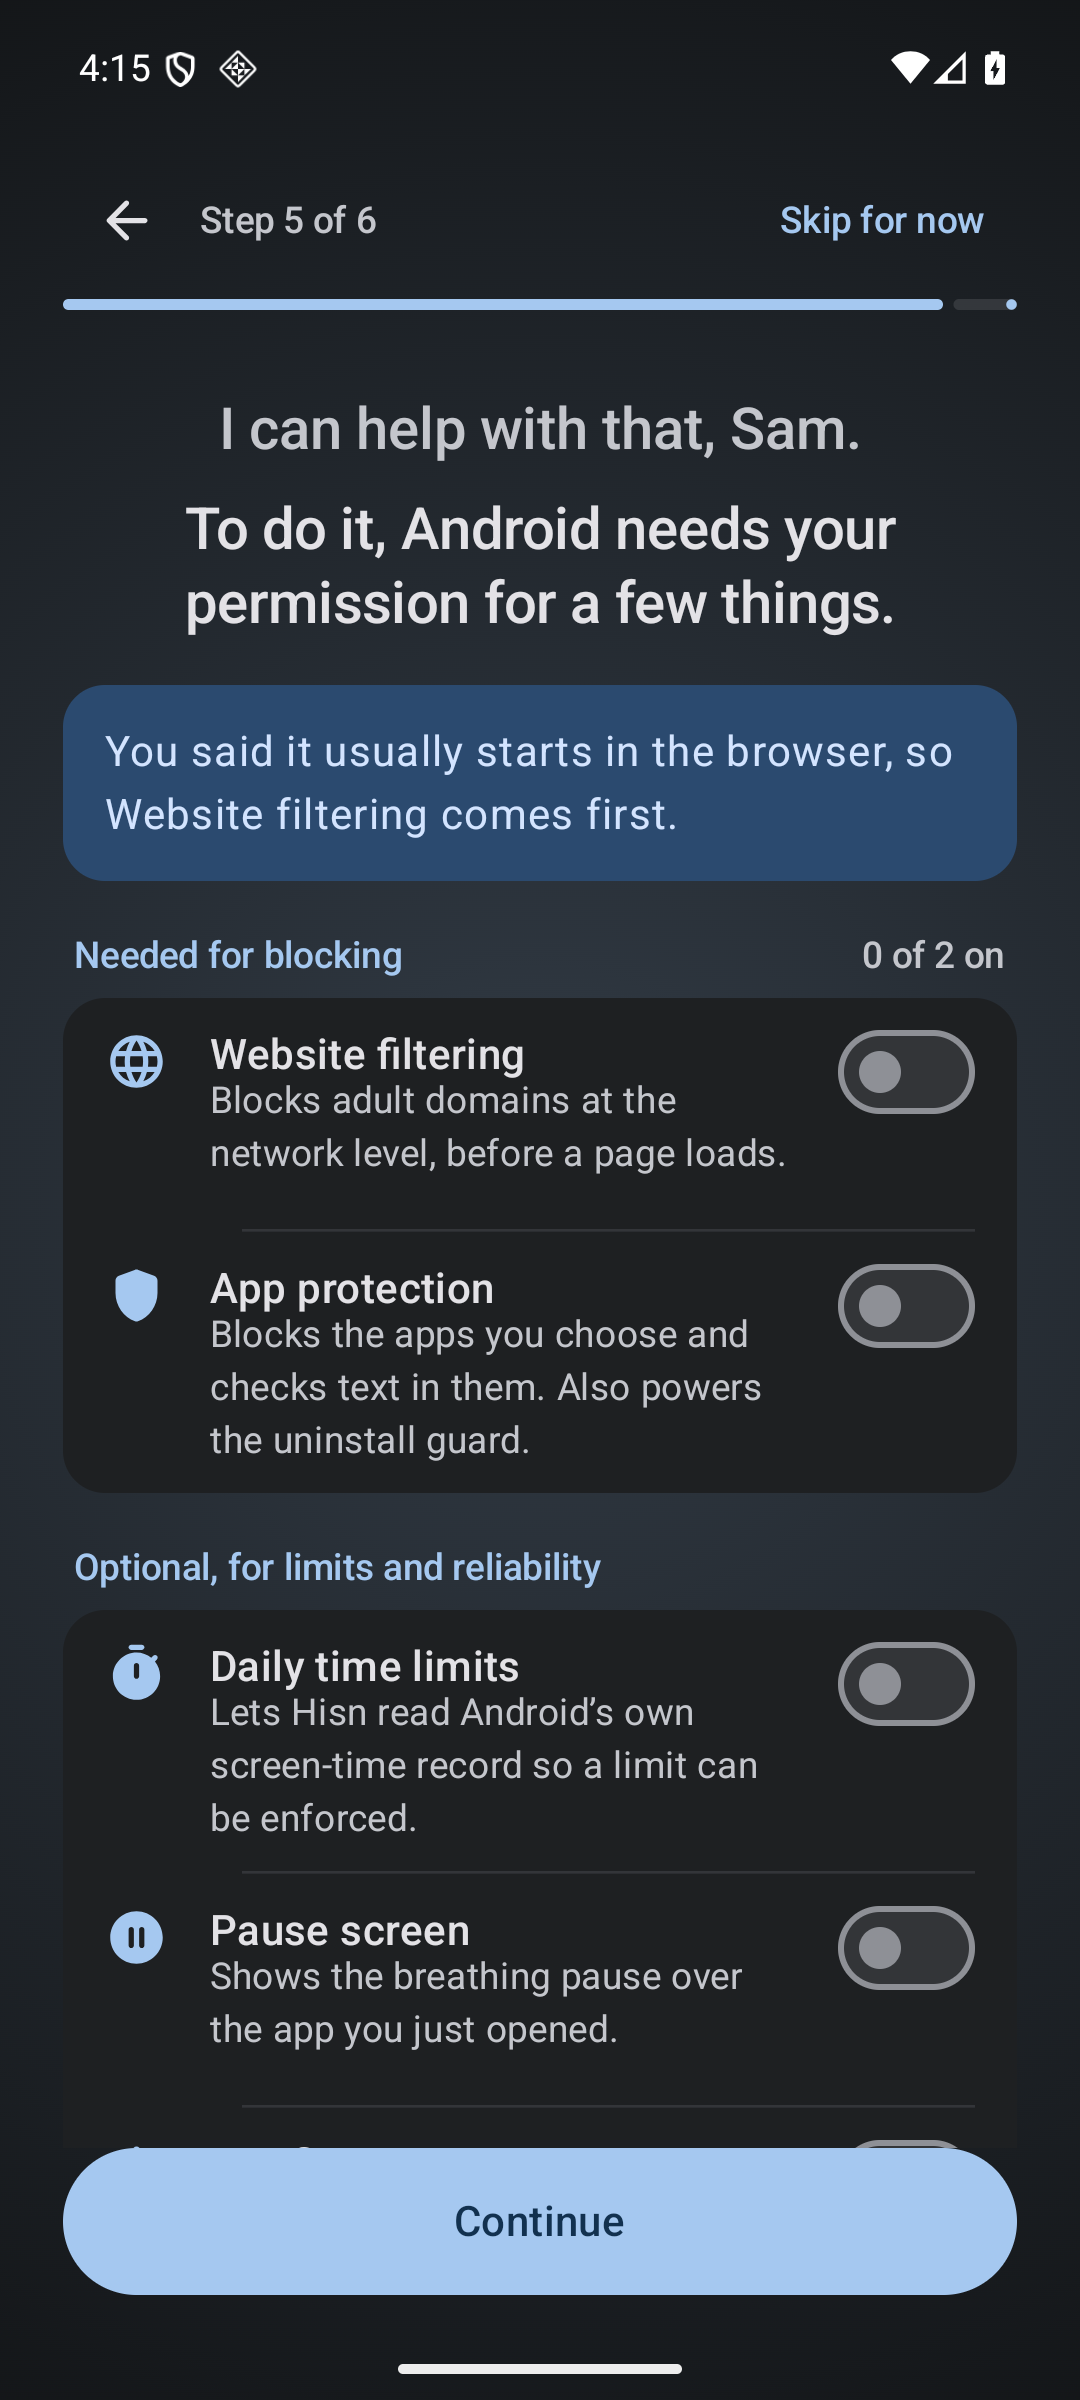 4:15
Step 5 of 6
Skip for now
I can help with that, Sam.
To do it, Android needs your
permission for a few things.
You said it usually starts in the browser, so
Website filtering comes first.
Needed for blocking
0 of 2 on
Website filtering
Blocks adult domains at the
network level, before a page loads.
App protection
Blocks the apps you choose and
checks text in them. Also powers
the uninstall guard.
Optional, for limits and reliability
Daily time limits
Lets Hisn read Android’s own
screen-time record so a limit can
be enforced.
Pause screen
Shows the breathing pause over
the app you just opened.
Continue